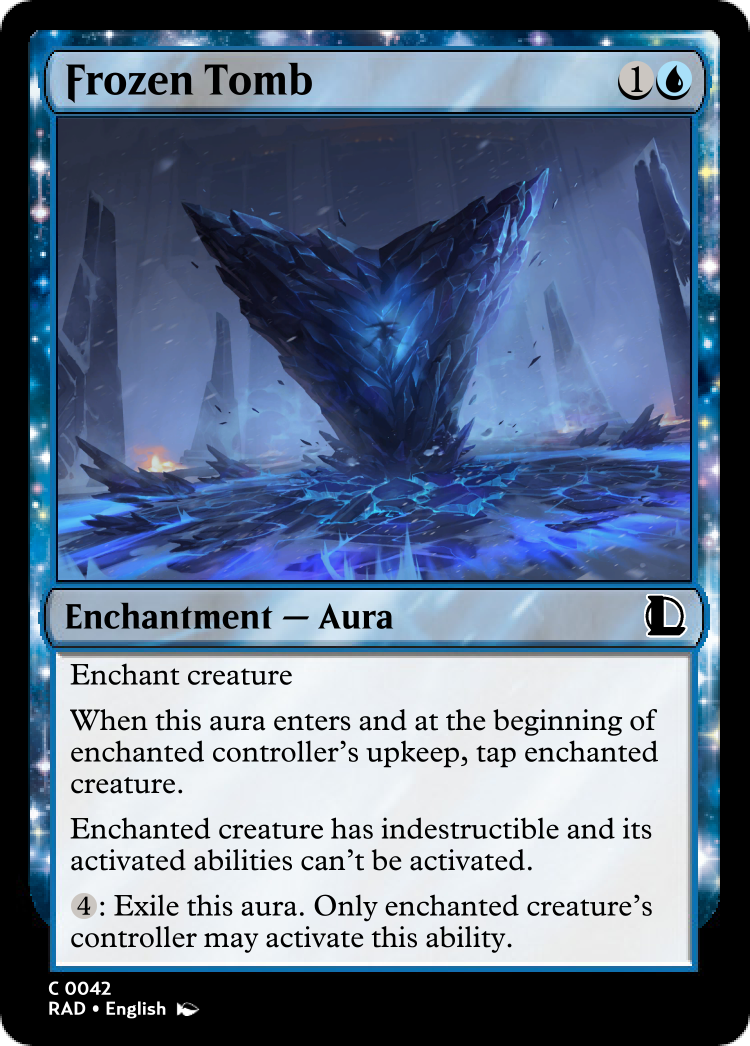 Frozen Tomb 1
Enchantment — Aura
Enchant creature
When this aura enters and at the beginning of
enchanted controller's upkeep, tap enchanted
creature.
Enchanted creature has indestructible and its
activated abilities can't be activated.
4: Exile this aura. Only enchanted creature's
controller may activate this ability.
C 0042
RAD • English